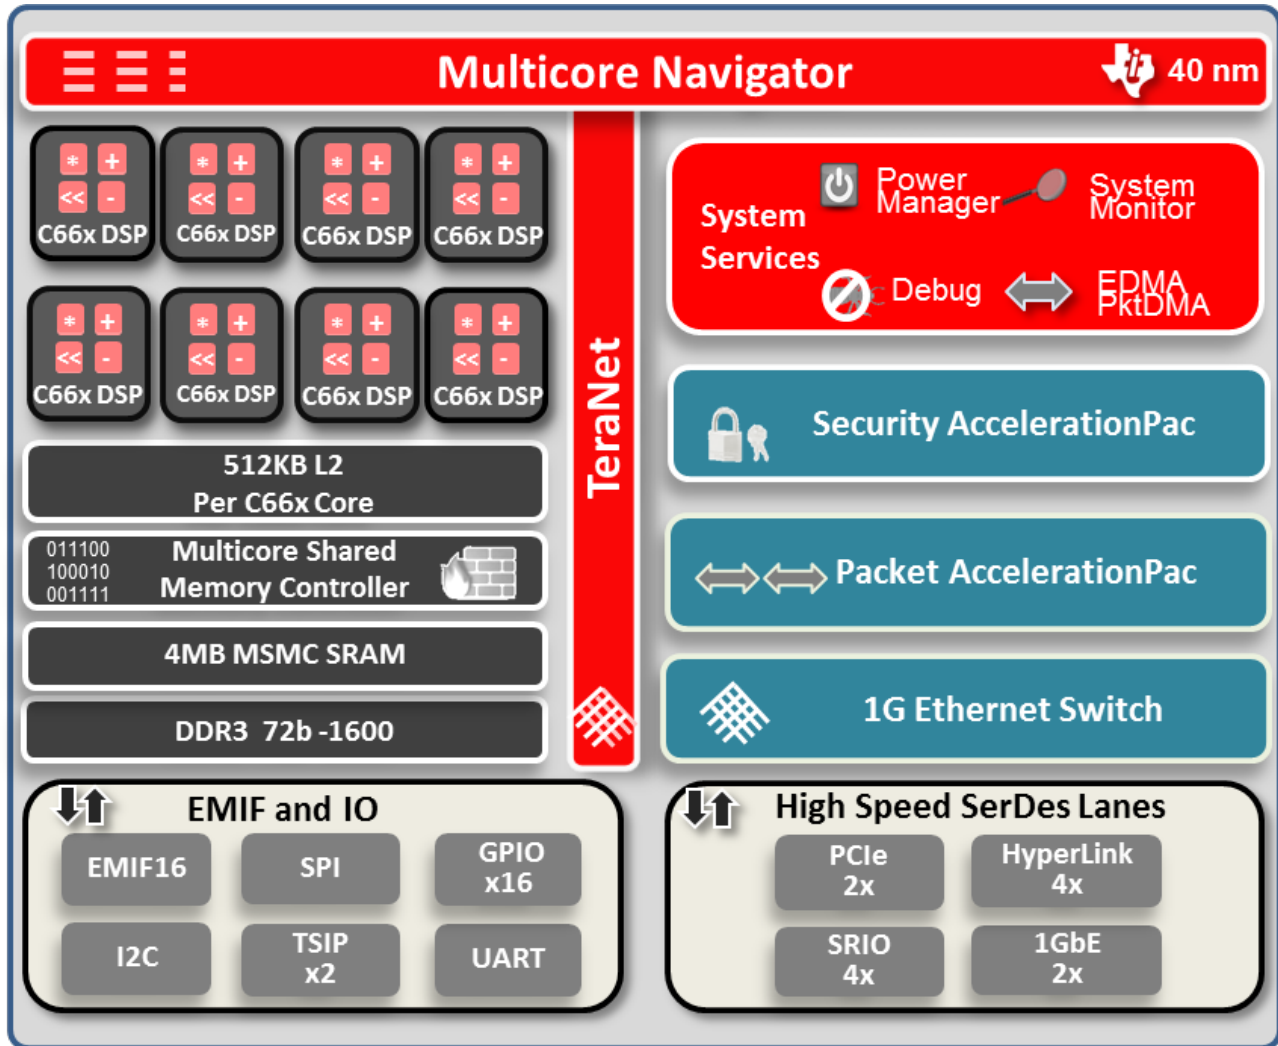 Multicore Navigator
ti
40 nm
* +
<< -
C66x DSP
* +
<< -
C66x DSP
* +
<< -
C66x DSP
* +
<< -
C66x DSP
* +
<< -
C66x DSP
* +
<< -
C66x DSP
* +
<< -
C66x DSP
* +
<< -
C66x DSP
512KB L2
Per C66x Core
011100
100010
001111
Multicore Shared
Memory Controller
4MB MSMC SRAM
DDR3 72b -1600
TeraNet
System
Services
Power
Manager
System
Monitor
Debug
EDMA
PktDMA
Security AccelerationPac
Packet AccelerationPac
1G Ethernet Switch
EMIF and IO
EMIF16
SPI
GPIO
x16
I2C
TSIP
x2
UART
High Speed SerDes Lanes
PCIe
2x
HyperLink
4x
SRIO
4x
1GbE
2x